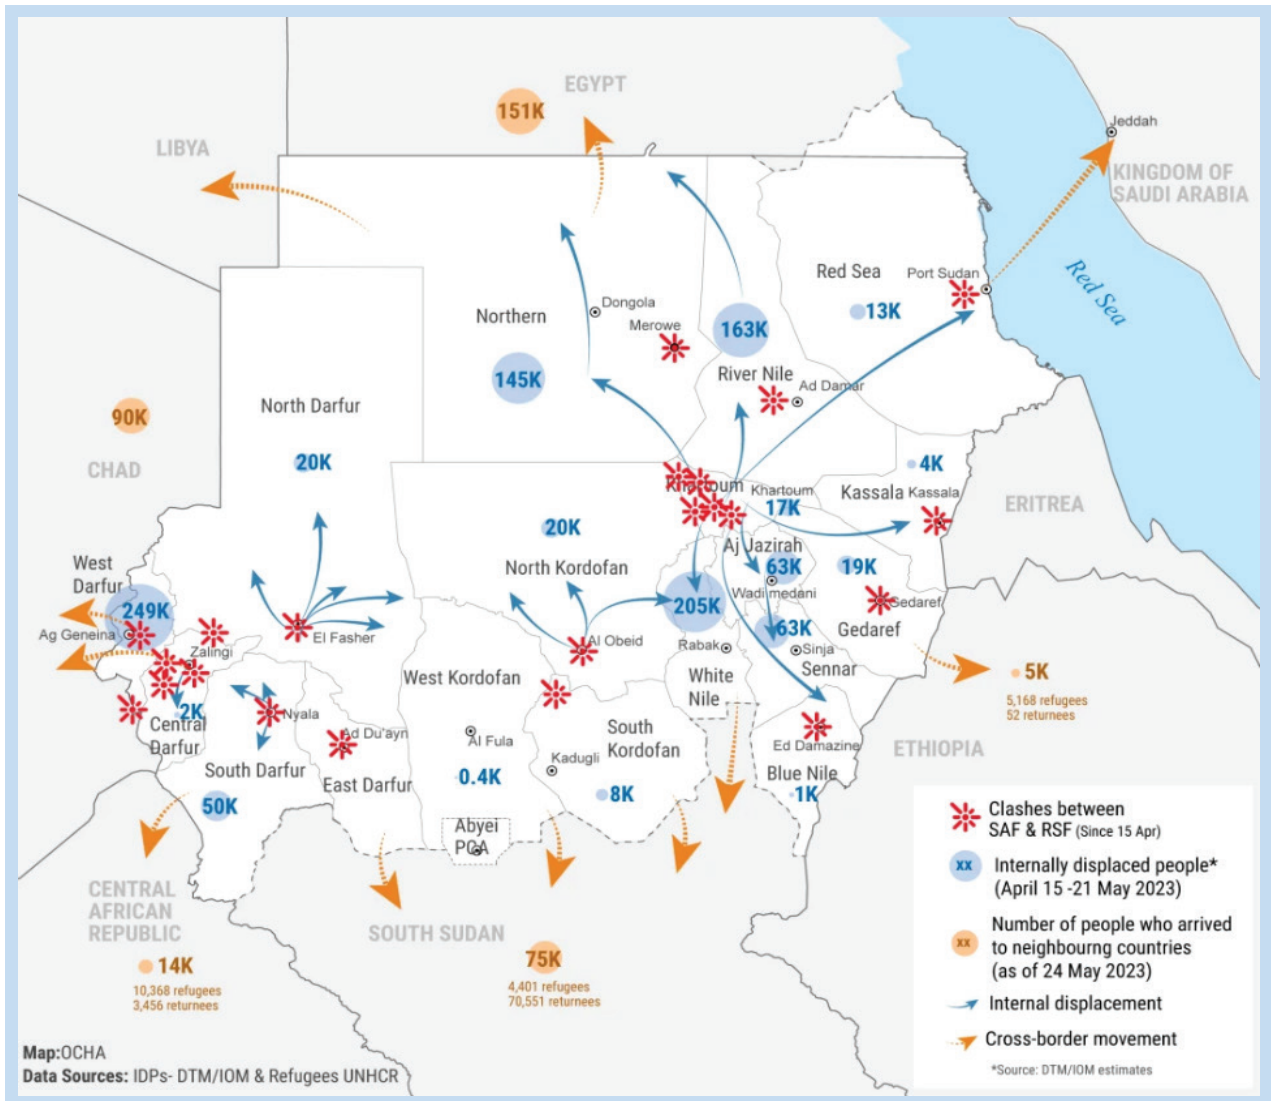 EGYPT
151K
LIBYA
Jeddah
KINGDOM OF
SAUDI ARABIA
Red Sea
Red Sea
Port Sudan
13K
Northern
Dongola
Merowe
163K
145K
River Nile
Ad Damar
North Darfur
20K
90K
CHAD
4K
Kassala
Kassala
Khartoum
Khartoum
17K
ERITREA
20K
North Kordofan
Aj Jazirah
63K
Wadi medani
19K
Gedaref
Gedaref
West
Darfur
249K
Ag Geneina
Zalingi
El Fasher
205K
Al Obeid
Rabak
63K
Sinja
Sennar
White
Nile
West Kordofan
2K
Central
Darfur
Nyala
Ad Du'ayn
Al Fula
South
Kordofan
Kadugli
5K
5,168 refugees
52 returnees
ETHIOPIA
Ed Damazine
Blue Nile
1K
South Darfur
50K
East Darfur
0.4K
8K
Abyei
PCA
CENTRAL
AFRICAN
REPUBLIC
14K
10,368 refugees
3,456 returnees
SOUTH SUDAN
75K
4,401 refugees
70,551 returnees
Clashes between
SAF & RSF (Since 15 Apr)
xx
Internally displaced people*
(April 15 -21 May 2023)
xx
Number of people who arrived
to neighbourng countries
(as of 24 May 2023)
Internal displacement
Cross-border movement
*Source: DTM/IOM estimates
Map:OCHA
Data Sources: IDPs- DTM/IOM & Refugees UNHCR